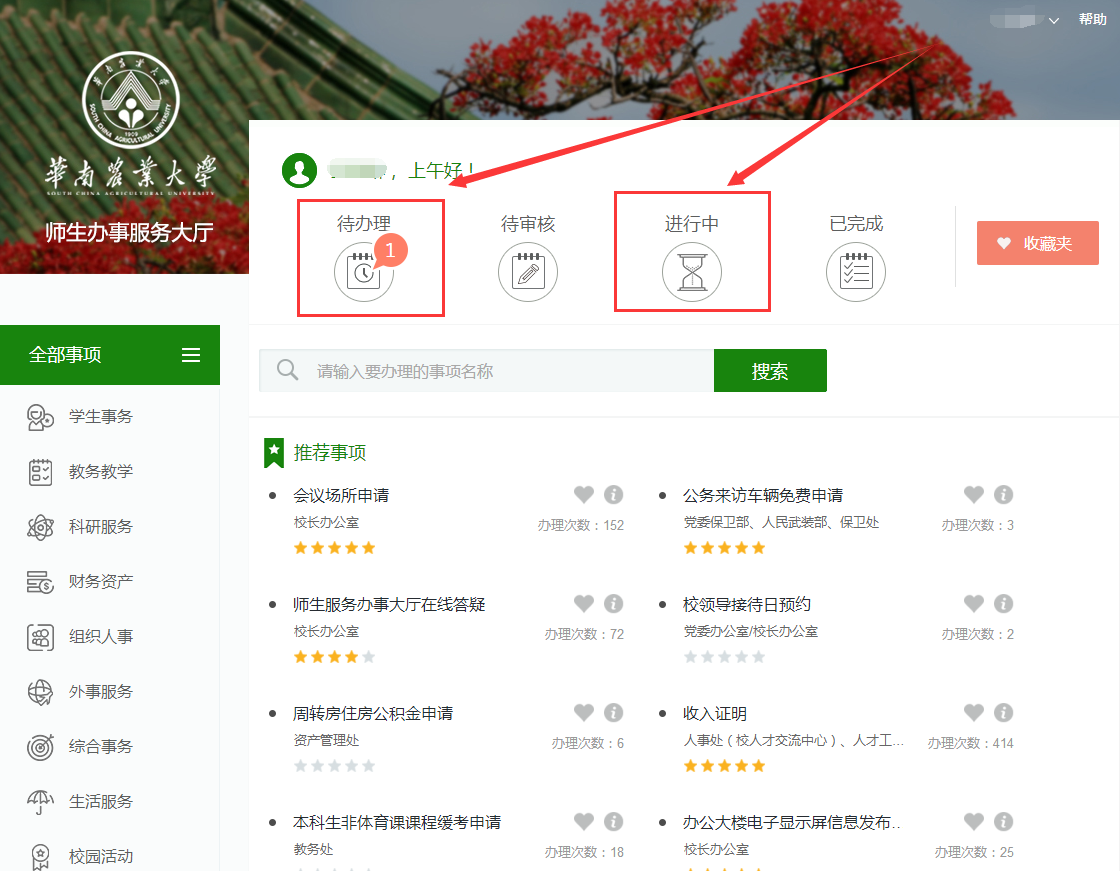 帮助
华南农业大学
SOUTH CHINA AGRICULTURAL UNIVERSITY
1909
華南農業大学
SOUTH CHINA AGRICULTURAL UNIVERSITY
师生办事服务大厅
，上午好！
待办理
1
待审核
进行中
已完成
收藏夹
请输入要办理的事项名称
搜索
全部事项
学生事务
教务教学
科研服务
财务资产
组织人事
外事服务
综合事务
生活服务
校园活动
推荐事项
会议场所申请
校长办公室
办理次数：152
公务来访车辆免费申请
党委保卫部、人民武装部、保卫处
办理次数：3
师生服务办事大厅在线答疑
校长办公室
办理次数：72
校领导接待日预约
党委办公室/校长办公室
办理次数：2
周转房住房公积金申请
资产管理处
办理次数：6
收入证明
人事处（校人才交流中心）、人才工...
办理次数：414
本科生非体育课课程缓考申请
教务处
办理次数：18
办公大楼电子显示屏信息发布..
校长办公室
办理次数：25